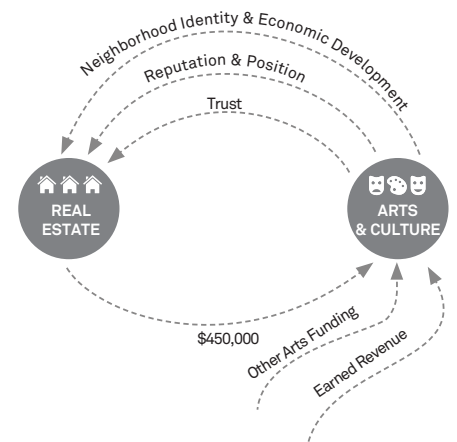 Neighborhood Identity & Economic Development
Reputation & Position
Trust
REAL
ESTATE
ARTS
& CULTURE
$450,000
Other Arts Funding
Earned Revenue